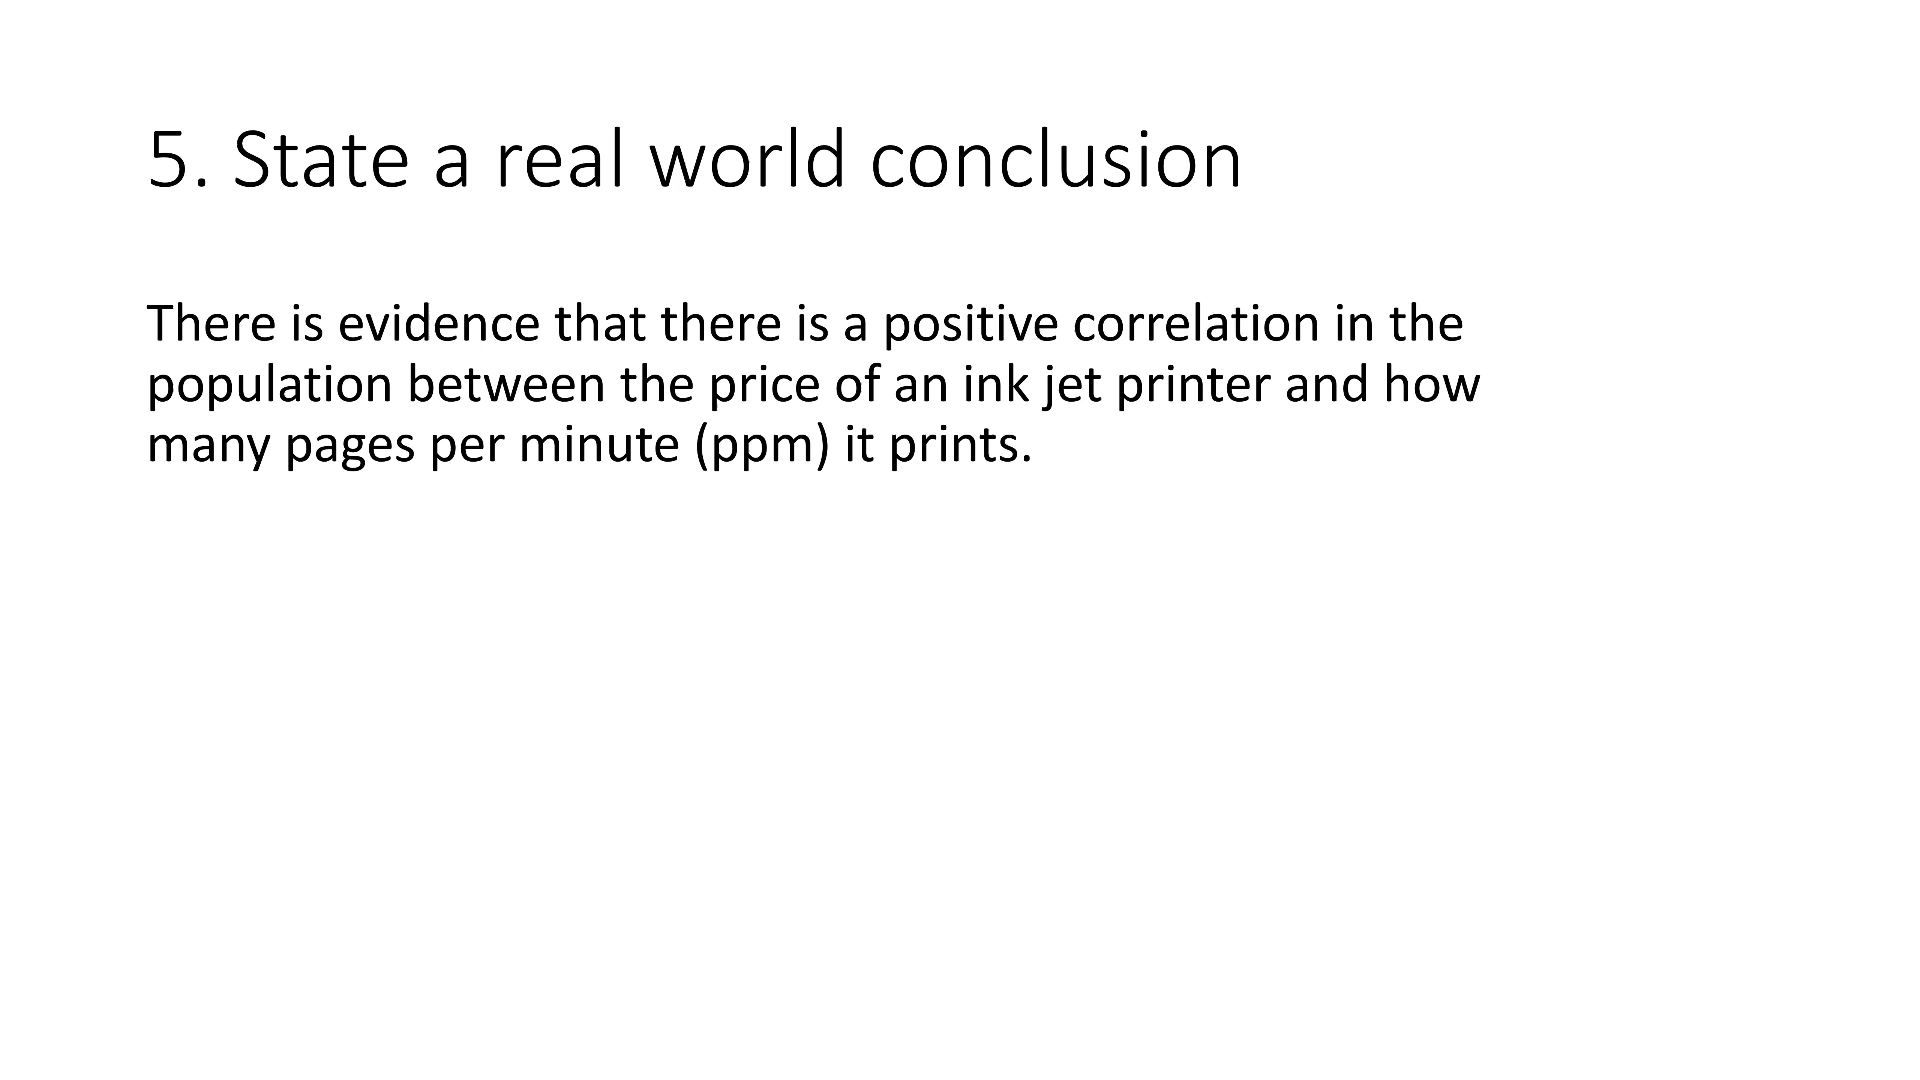 5. State a real world conclusion
There is evidence that there is a positive correlation in the
population between the price of an ink jet printer and how
many pages per minute (ppm) it prints.